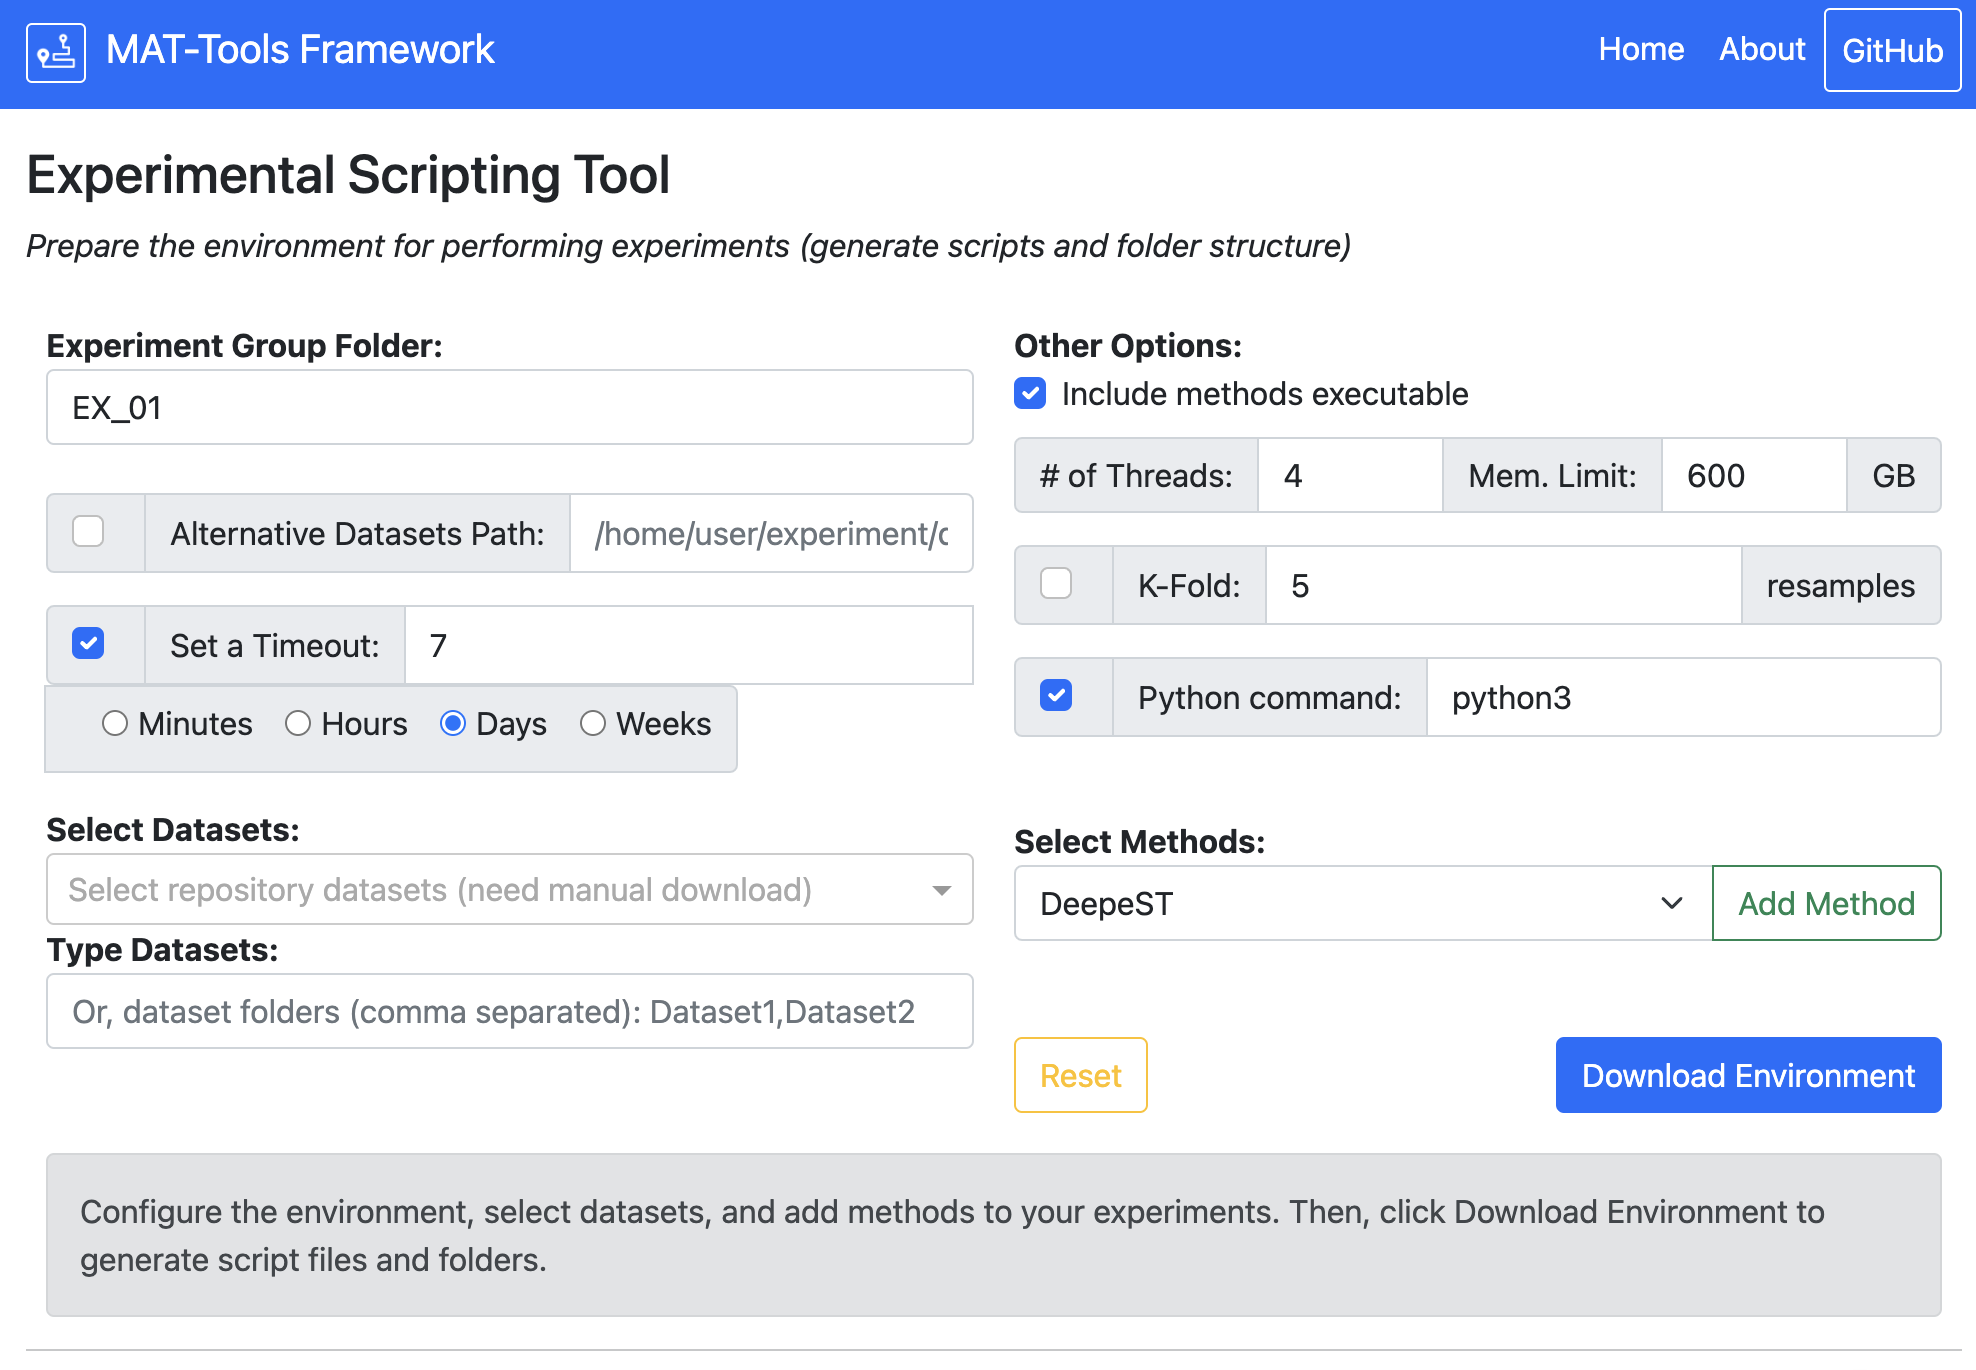 MAT-Tools Framework
Home About GitHub
Experimental Scripting Tool
Prepare the environment for performing experiments (generate scripts and folder structure)
Experiment Group Folder:
EX_01
Alternative Datasets Path: /home/user/experiment/
Set a Timeout: 7
Minutes Hours Days Weeks
Select Datasets:
Select repository datasets (need manual download)
Type Datasets:
Or, dataset folders (comma separated): Dataset1,Dataset2
Other Options:
Include methods executable
# of Threads: 4 Mem. Limit: 600 GB
K-Fold: 5 resamples
Python command: python3
Select Methods:
DeepeST Add Method
Reset Download Environment
Configure the environment, select datasets, and add methods to your experiments. Then, click Download Environment to
generate script files and folders.